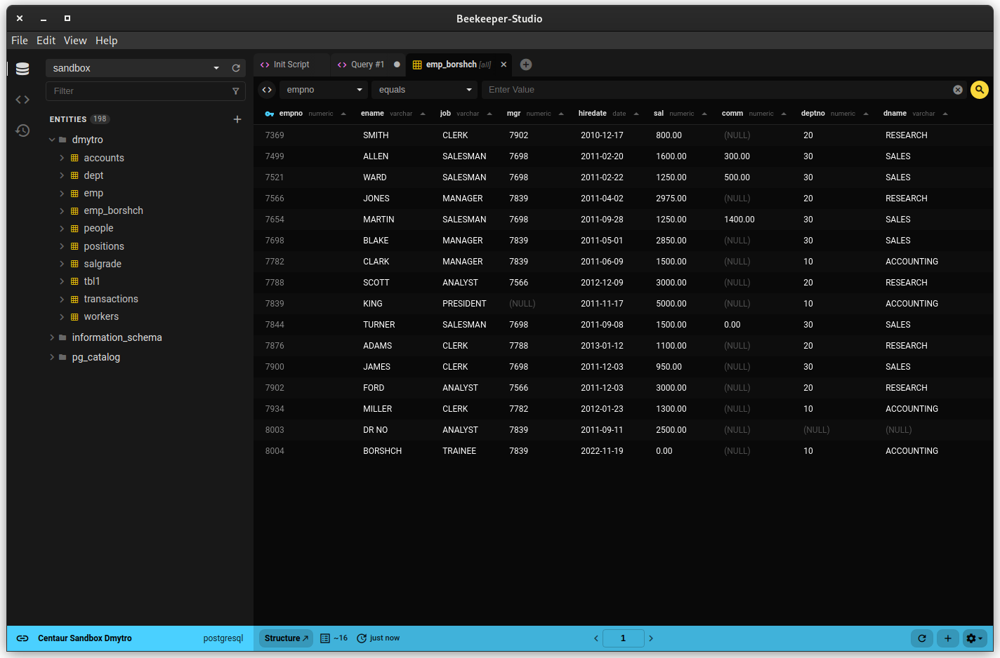 Beekeeper-Studio
File Edit View Help
sandbox
Filter
ENTITIES 198
dmytro
accounts
dept
emp
emp_borshch
people
positions
salgrade
tbl1
transactions
workers
information_schema
pg_catalog
Init Script Query #1 emp_borshch [all]
empno equals Enter Value
empno numeric ename varchar job varchar mgr numeric hiredate date sal numeric comm numeric deptno numeric dname varchar
7369 SMITH CLERK 7902 2010-12-17 800.00 (NULL) 20 RESEARCH
7499 ALLEN SALESMAN 7698 2011-02-20 1600.00 300.00 30 SALES
7521 WARD SALESMAN 7698 2011-02-22 1250.00 500.00 30 SALES
7566 JONES MANAGER 7839 2011-04-02 2975.00 (NULL) 20 RESEARCH
7654 MARTIN SALESMAN 7698 2011-09-28 1250.00 1400.00 30 SALES
7698 BLAKE MANAGER 7839 2011-05-01 2850.00 (NULL) 30 SALES
7782 CLARK MANAGER 7839 2011-06-09 1500.00 (NULL) 10 ACCOUNTING
7788 SCOTT ANALYST 7566 2012-12-09 3000.00 (NULL) 20 RESEARCH
7839 KING PRESIDENT (NULL) 2011-11-17 5000.00 (NULL) 10 ACCOUNTING
7844 TURNER SALESMAN 7698 2011-09-08 1500.00 0.00 30 SALES
7876 ADAMS CLERK 7788 2013-01-12 1100.00 (NULL) 20 RESEARCH
7900 JAMES CLERK 7698 2011-12-03 950.00 (NULL) 30 SALES
7902 FORD ANALYST 7566 2011-12-03 3000.00 (NULL) 20 RESEARCH
7934 MILLER CLERK 7782 2012-01-23 1300.00 (NULL) 10 ACCOUNTING
8003 DR NO ANALYST 7839 2011-09-11 2500.00 (NULL) (NULL) (NULL)
8004 BORSHCH TRAINEE 7839 2022-11-19 0.00 (NULL) 10 ACCOUNTING
Centaur Sandbox Dmytro postgresql Structure ~16 just now 1